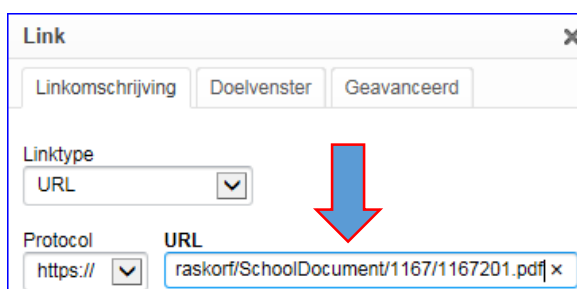 Link ×
Linkomschrijving Doelvenster Geavanceerd
Linktype
URL
Protocol URL
https:// raskorf/SchoolDocument/1167/1167201.pdf ×